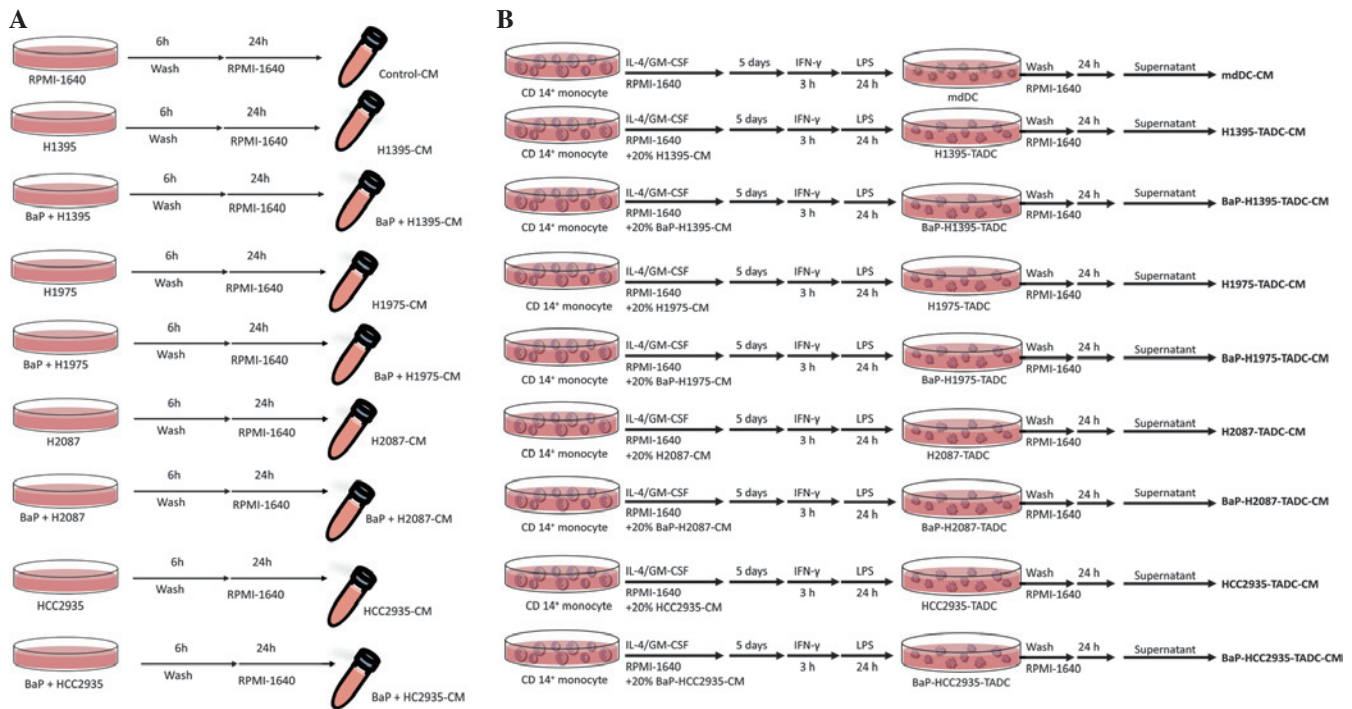 A
6h 24h
Wash RPMI-1640
RPMI-1640
Control-CM
6h 24h
Wash RPMI-1640
H1395
H1395-CM
6h 24h
Wash RPMI-1640
BaP + H1395
BaP + H1395-CM
6h 24h
Wash RPMI-1640
H1975
H1975-CM
6h 24h
Wash RPMI-1640
BaP + H1975
BaP + H1975-CM
6h 24h
Wash RPMI-1640
H2087
H2087-CM
6h 24h
Wash RPMI-1640
BaP + H2087
BaP + H2087-CM
6h 24h
Wash RPMI-1640
HCC2935
HCC2935-CM
6h 24h
Wash RPMI-1640
BaP + HCC2935
BaP + HC2935-CM
B
IL-4/GM-CSF 5 days IFN-γ LPS Wash 24 h Supernatant
mdDC-CM
RPMI-1640 3 h 24 h RPMI-1640
CD 14⁺ monocyte mdDC
IL-4/GM-CSF 5 days IFN-γ LPS Wash 24 h Supernatant
H1395-TADC-CM
RPMI-1640 3 h 24 h RPMI-1640
CD 14⁺ monocyte +20% H1395-CM H1395-TADC
IL-4/GM-CSF 5 days IFN-γ LPS Wash 24 h Supernatant
BaP-H1395-TADC-CM
RPMI-1640 3 h 24 h RPMI-1640
CD 14⁺ monocyte +20% BaP-H1395-CM BaP-H1395-TADC
IL-4/GM-CSF 5 days IFN-γ LPS Wash 24 h Supernatant
H1975-TADC-CM
RPMI-1640 3 h 24 h RPMI-1640
CD 14⁺ monocyte +20% H1975-CM H1975-TADC
IL-4/GM-CSF 5 days IFN-γ LPS Wash 24 h Supernatant
BaP-H1975-TADC-CM
RPMI-1640 3 h 24 h RPMI-1640
CD 14⁺ monocyte +20% BaP-H1975-CM BaP-H1975-TADC
IL-4/GM-CSF 5 days IFN-γ LPS Wash 24 h Supernatant
H2087-TADC-CM
RPMI-1640 3 h 24 h RPMI-1640
CD 14⁺ monocyte +20% H2087-CM H2087-TADC
IL-4/GM-CSF 5 days IFN-γ LPS Wash 24 h Supernatant
BaP-H2087-TADC-CM
RPMI-1640 3 h 24 h RPMI-1640
CD 14⁺ monocyte +20% BaP-H2087-CM BaP-H2087-TADC
IL-4/GM-CSF 5 days IFN-γ LPS Wash 24 h Supernatant
HCC2935-TADC-CM
RPMI-1640 3 h 24 h RPMI-1640
CD 14⁺ monocyte +20% HCC2935-CM HCC2935-TADC
IL-4/GM-CSF 5 days IFN-γ LPS Wash 24 h Supernatant
BaP-HCC2935-TADC-CM
RPMI-1640 3 h 24 h RPMI-1640
CD 14⁺ monocyte +20% BaP-HCC2935-CM BaP-HCC2935-TADC